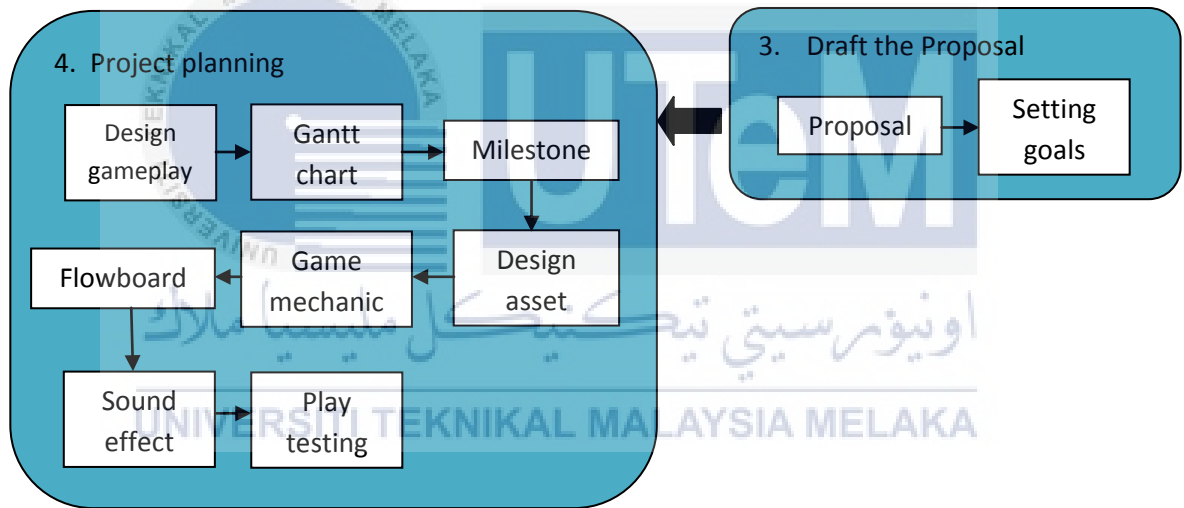 4. Project planning
Design
gameplay
Gantt
chart
Milestone
Flowboard
Game
mechanic
Design
asset
Sound
effect
Play
testing
3. Draft the Proposal
Proposal
Setting
goals
UTeM
اونيۏرسيتي تيكنيكل مليسيا ملاك
UNIVERSITI TEKNIKAL MALAYSIA MELAKA